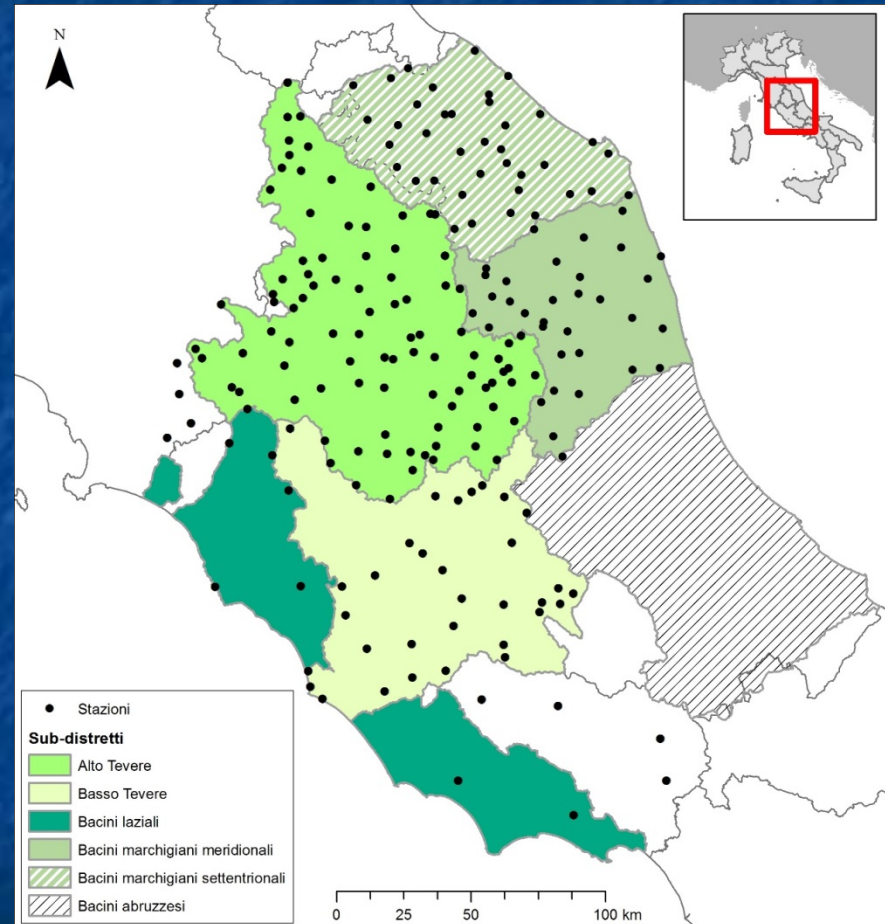 N
Stazioni
Sub-distretti
Alto Tevere
Basso Tevere
Bacini laziali
Bacini marchigiani meridionali
Bacini marchigiani settentrionali
Bacini abruzzesi
0 25 50 100 km